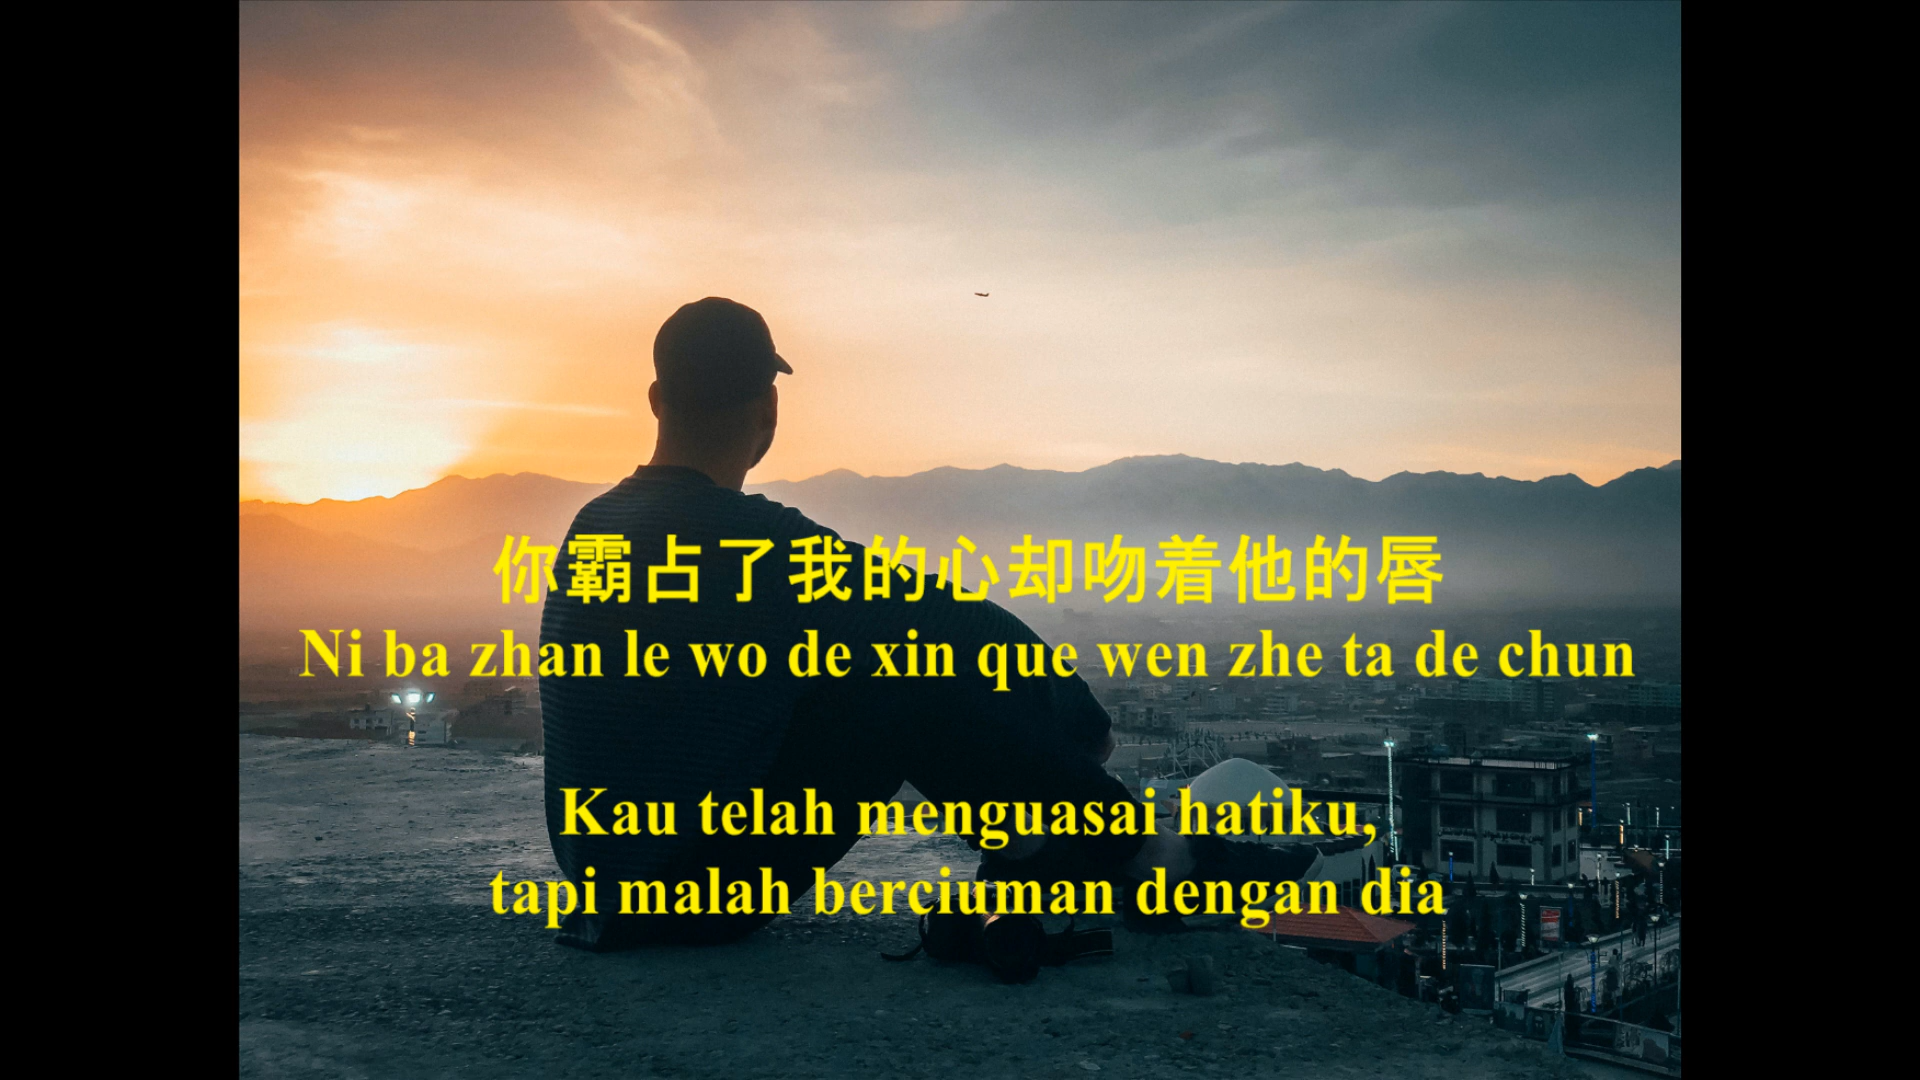 你霸占了我的心却吻着他的唇
Ni ba zhan le wo de xin que wen zhe ta de chun
Kau telah menguasai hatiku,
tapi malah berciuman dengan dia